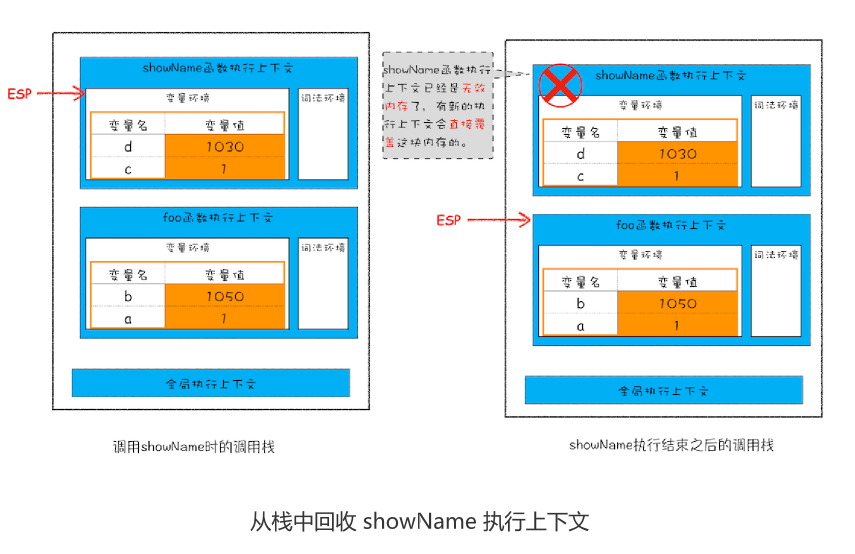 showName函数执行上下文
ESP
变量环境
词法环境
变量名 变量值
d 1030
c 1
foo函数执行上下文
变量环境
词法环境
变量名 变量值
b 1050
a 1
全局执行上下文
调用showName时的调用栈
showName函数执行
上下文已经是无效
内存了，有新的执
行上下文会直接覆
盖这块内存的。
showName函数执行上下文
变量环境
词法环境
变量名 变量值
d 1030
c 1
ESP
foo函数执行上下文
变量环境
词法环境
变量名 变量值
b 1050
a 1
全局执行上下文
showName执行结束之后的调用栈
从栈中回收 showName 执行上下文